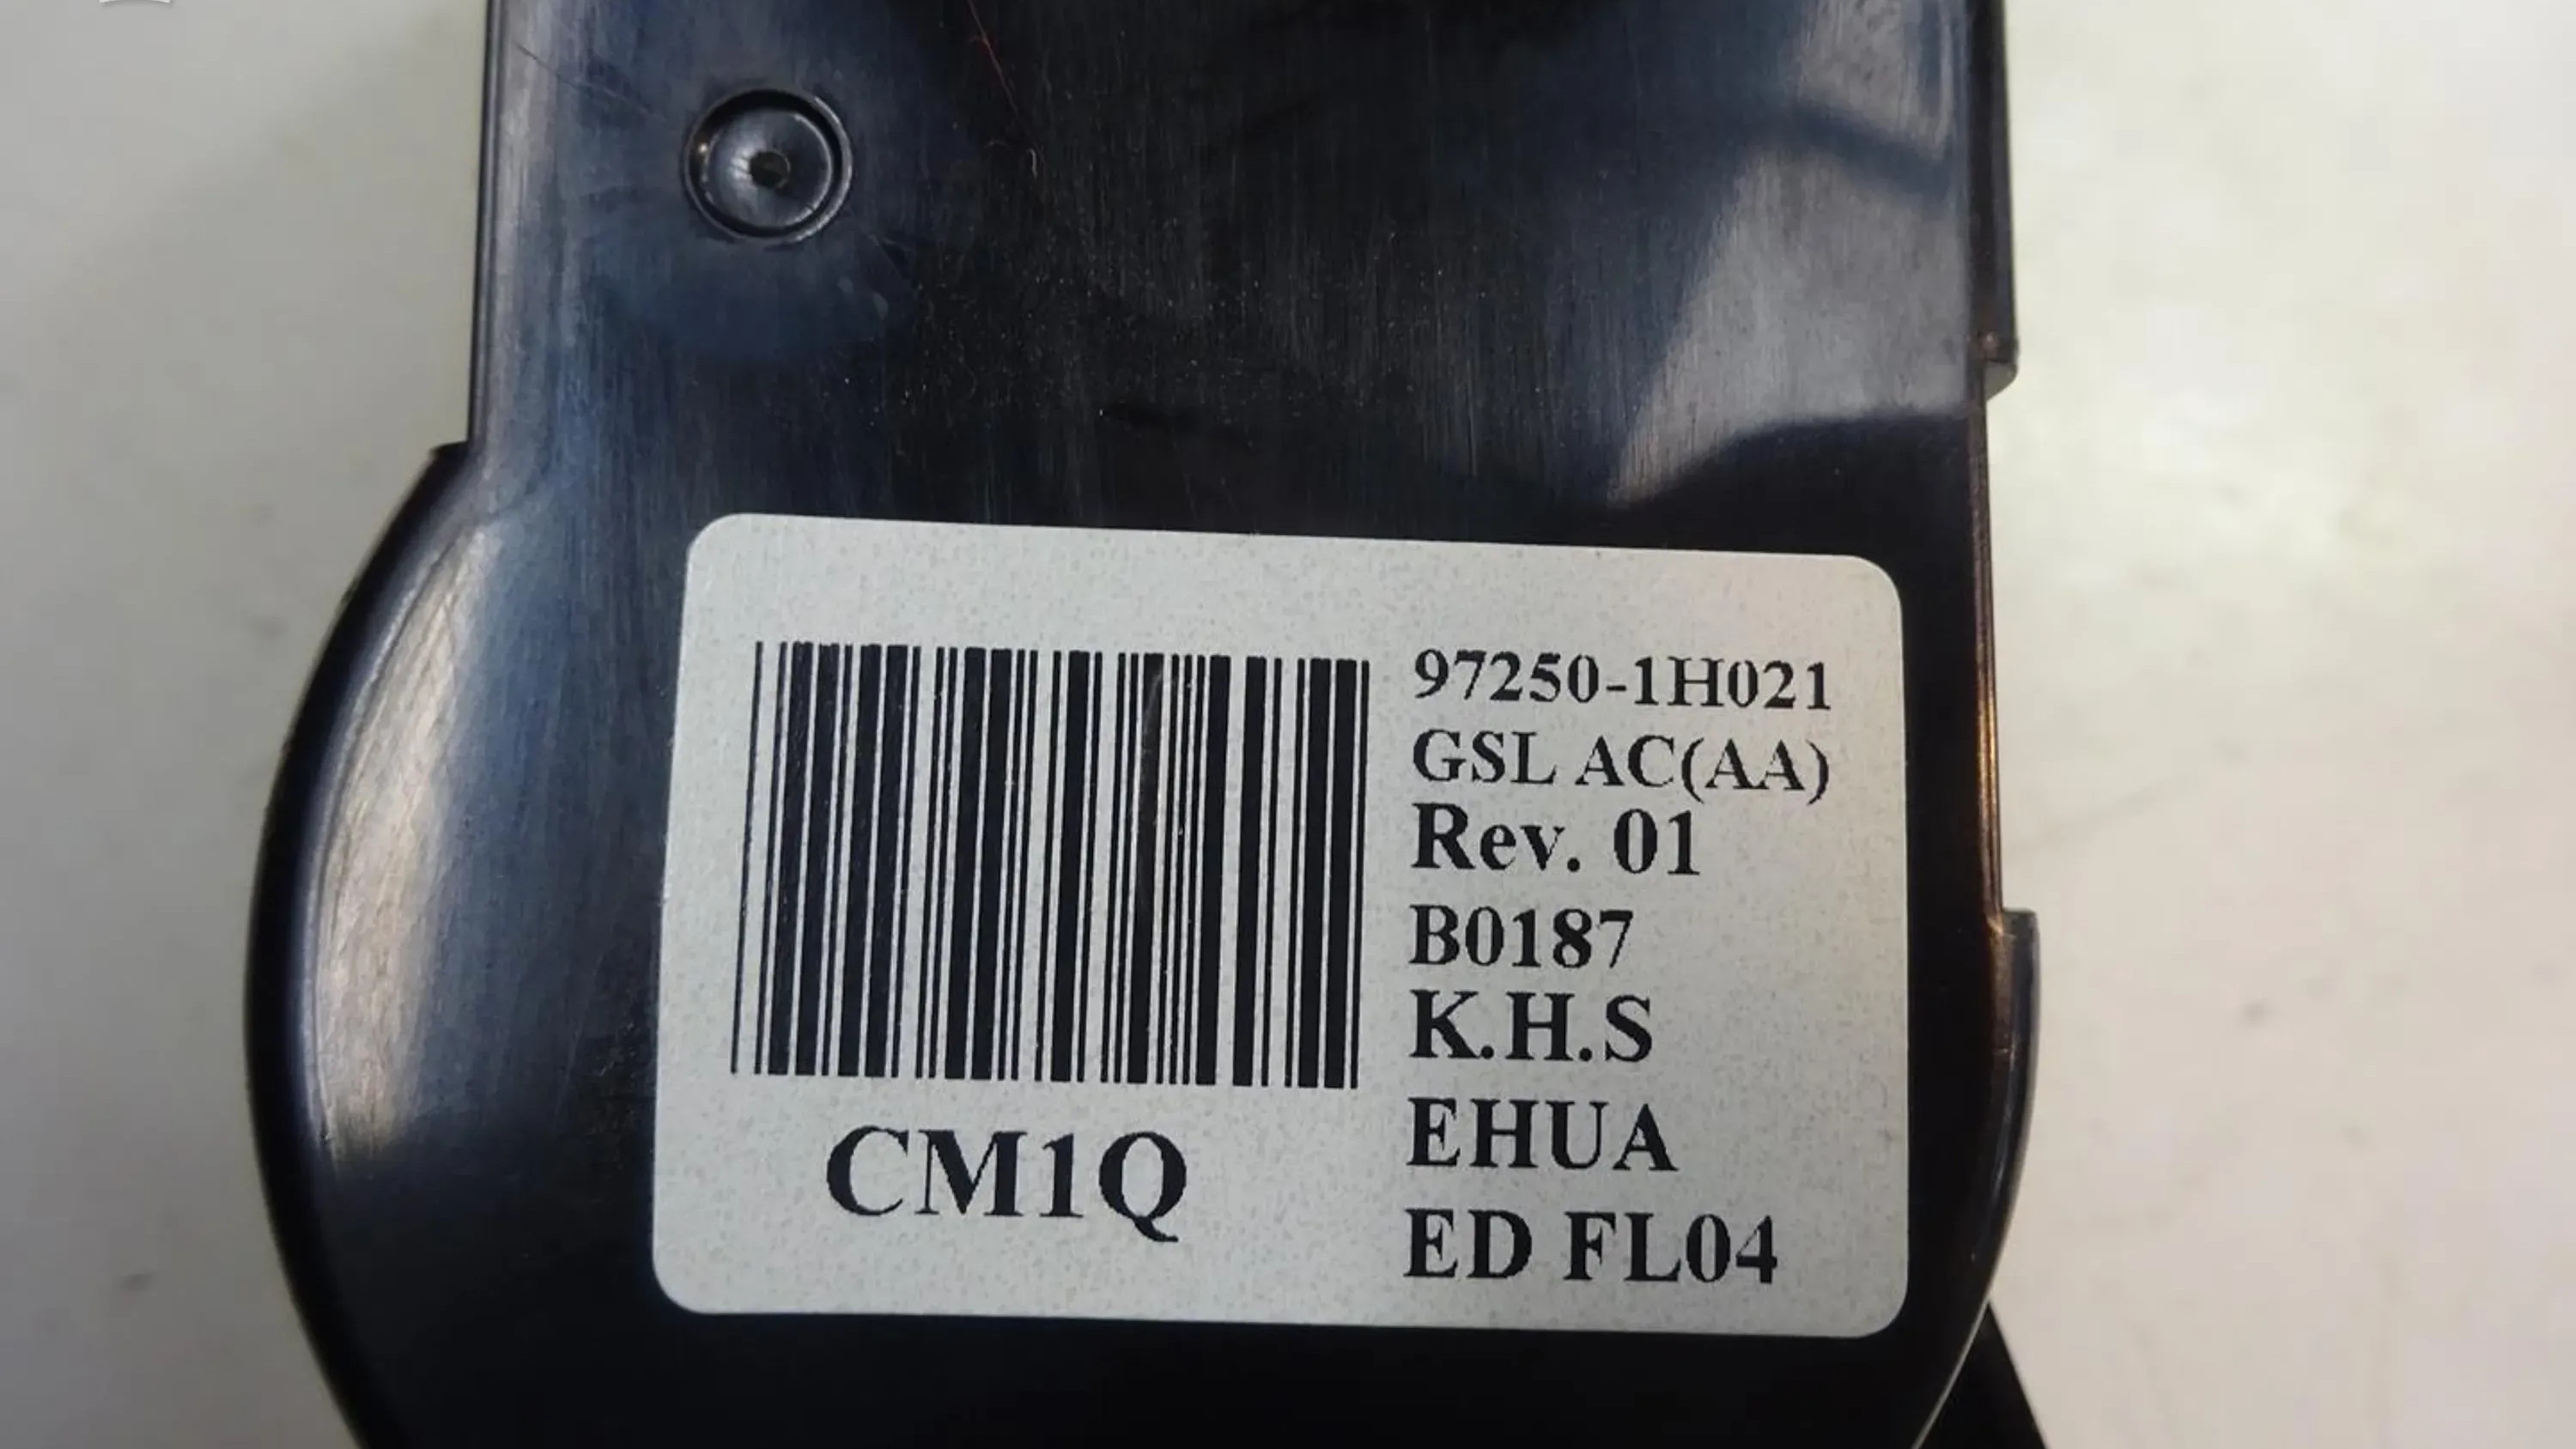 97250-1H021
GSL AC(AA)
Rev. 01
B0187
K.H.S
EHUA
ED FL04
CM1Q